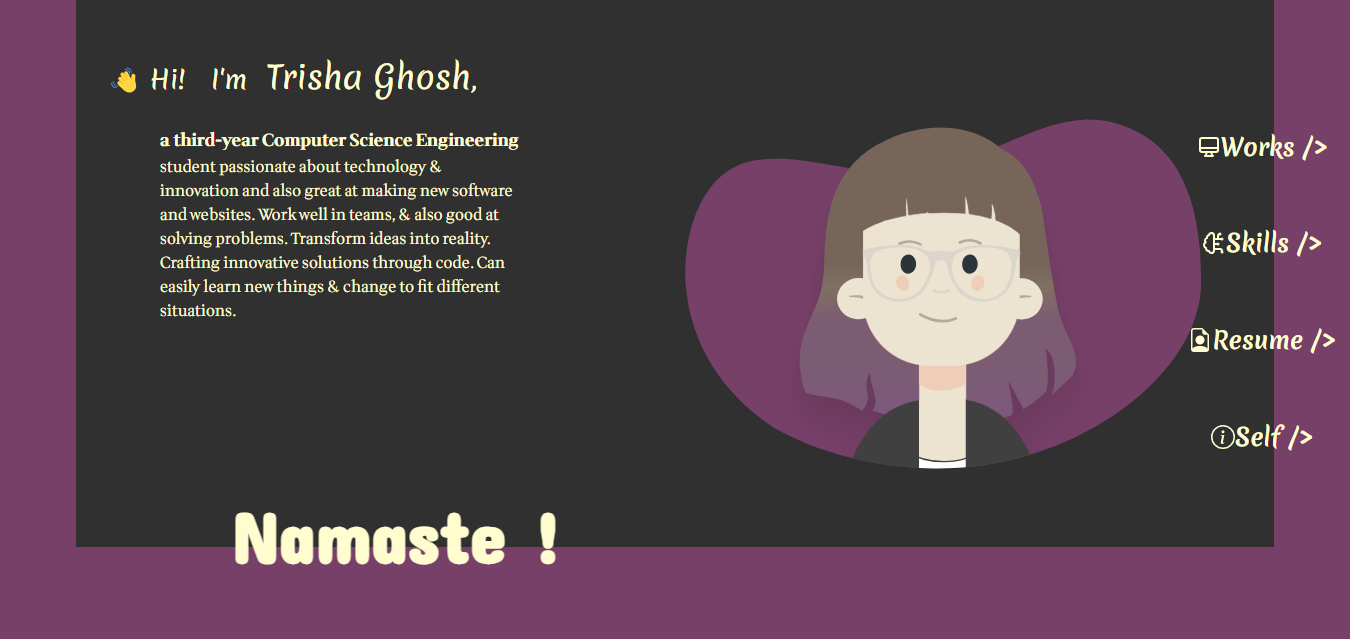 👋 Hi! I'm Trisha Ghosh,
a third-year Computer Science Engineering
student passionate about technology &
innovation and also great at making new software
and websites. Work well in teams, & also good at
solving problems. Transform ideas into reality.
Crafting innovative solutions through code. Can
easily learn new things & change to fit different
situations.
Works />
Skills />
Resume />
Self />
Namaste !